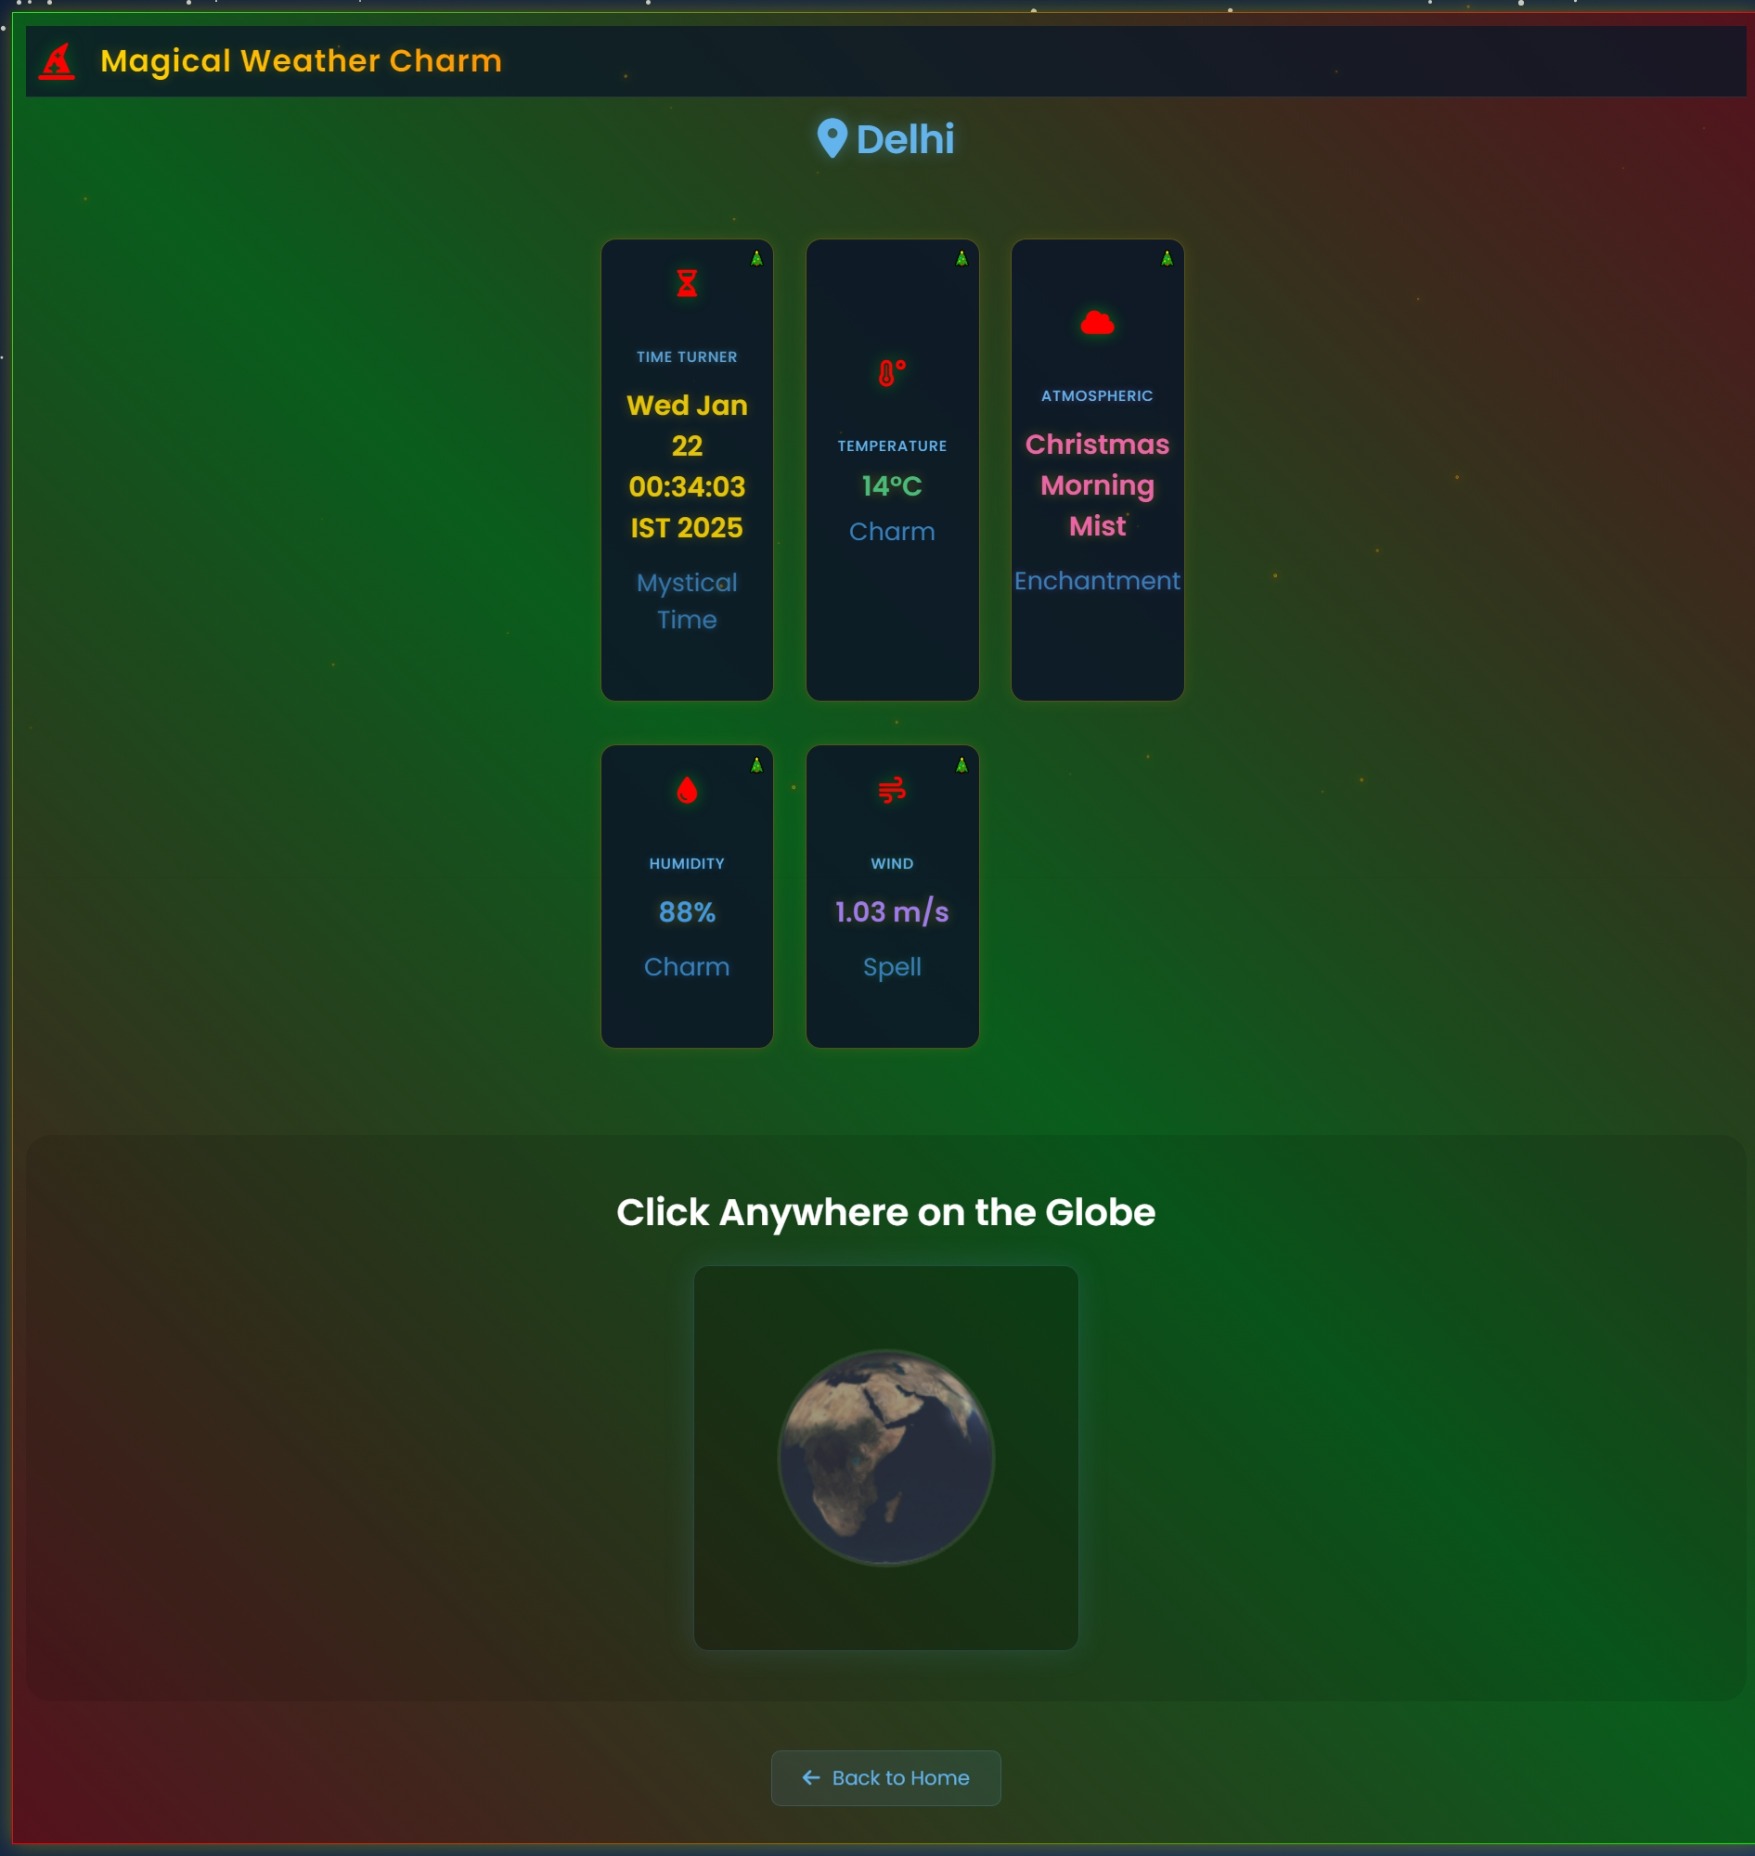 Magical Weather Charm
Delhi
TIME TURNER
Wed Jan
22
00:34:03
IST 2025
Mystical
Time
TEMPERATURE
14°C
Charm
ATMOSPHERIC
Christmas
Morning
Mist
Enchantment
HUMIDITY
88%
Charm
WIND
1.03 m/s
Spell
Click Anywhere on the Globe
Back to Home